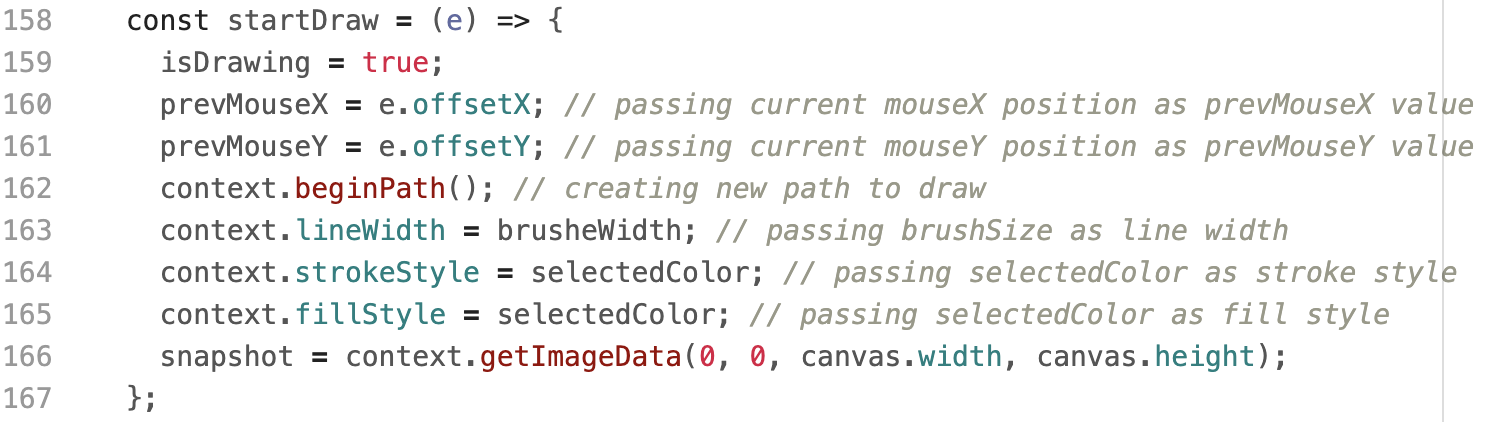 158 const startDraw = (e) => {
159 isDrawing = true;
160 prevMouseX = e.offsetX; // passing current mouseX position as prevMouseX value
161 prevMouseY = e.offsetY; // passing current mouseY position as prevMouseY value
162 context.beginPath(); // creating new path to draw
163 context.lineWidth = brusheWidth; // passing brushSize as line width
164 context.strokeStyle = selectedColor; // passing selectedColor as stroke style
165 context.fillStyle = selectedColor; // passing selectedColor as fill style
166 snapshot = context.getImageData(0, 0, canvas.width, canvas.height);
167 };